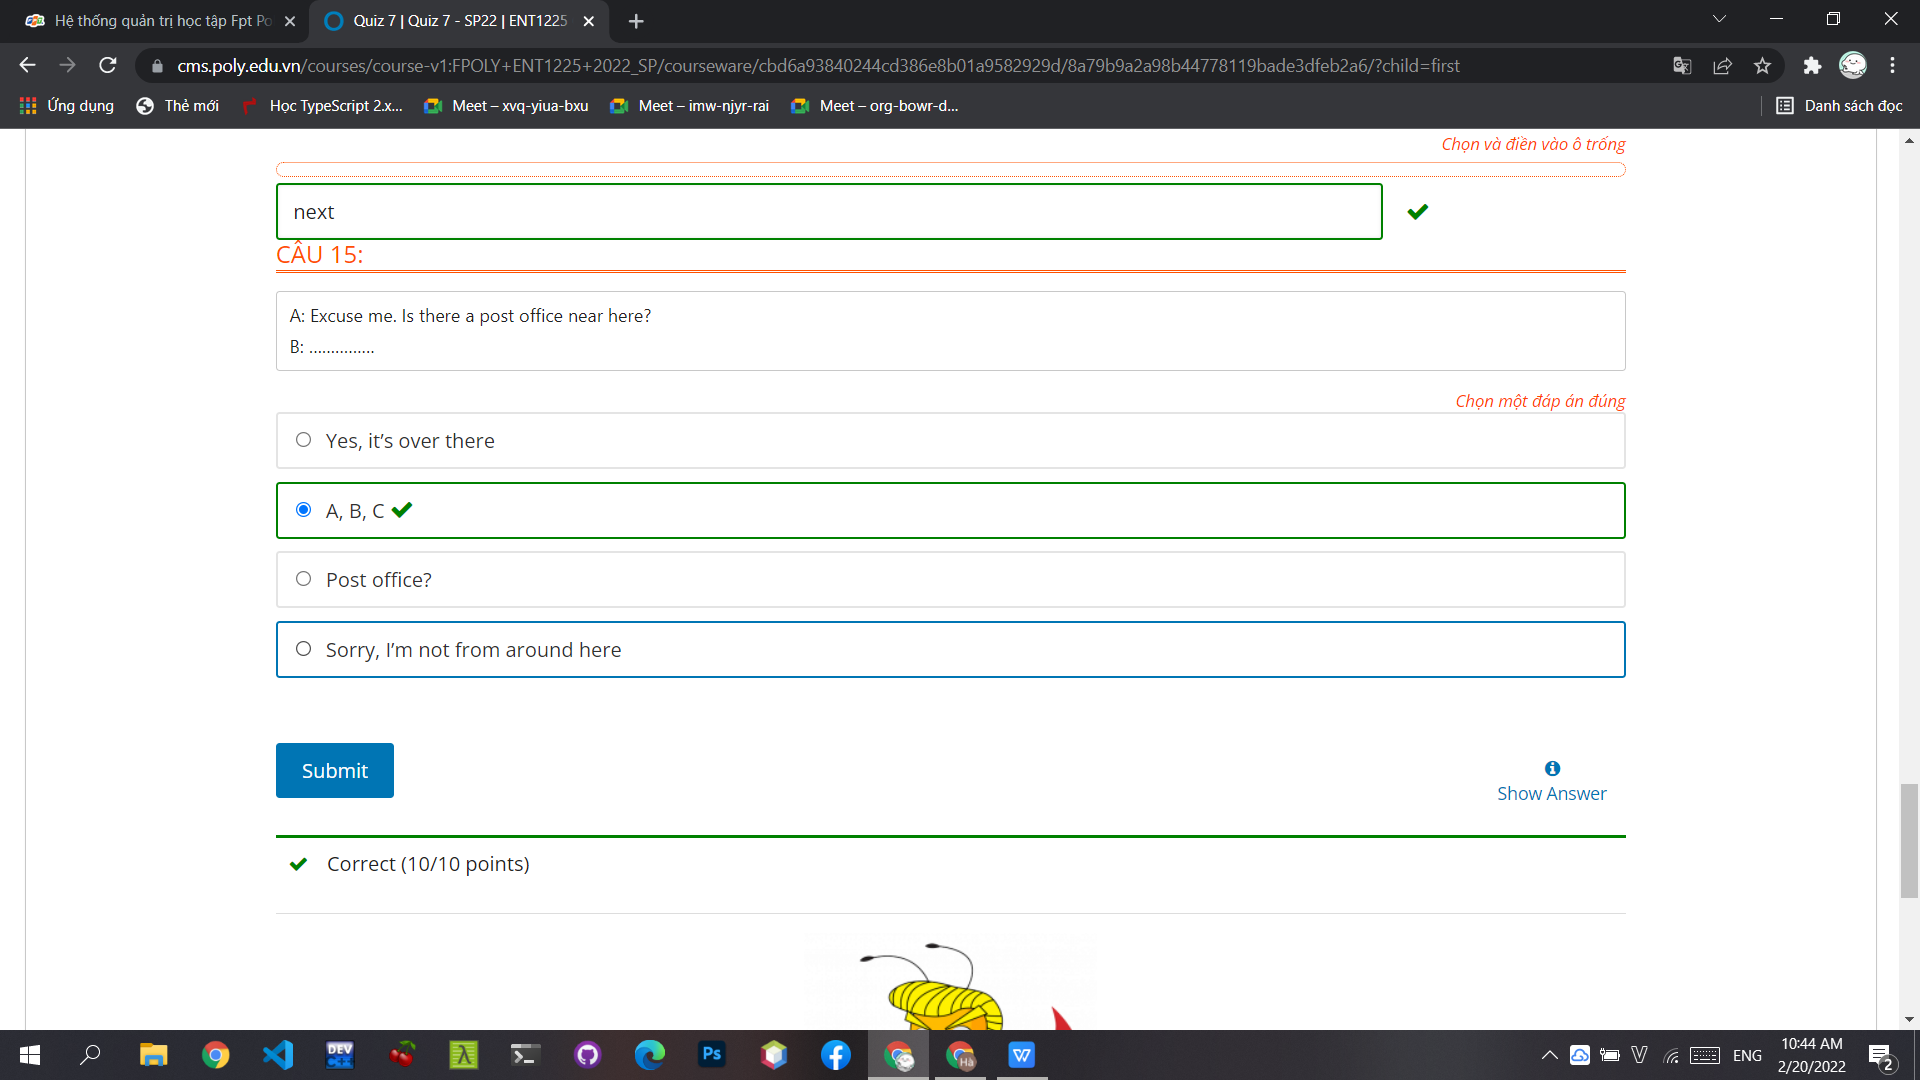 Hệ thống quản trị học tập Fpt Po
Quiz 7 | Quiz 7 - SP22 | ENT1225
cms.poly.edu.vn/courses/course-v1:FPOLY+ENT1225+2022_SP/courseware/cbd6a93840244cd386e8b01a9582929d/8a79b9a2a98b44778119bade3dfeb2a6/?child=first
Ứng dụng
Thẻ mới
Học TypeScript 2.x...
Meet – xvq-yiua-bxu
Meet – imw-njyr-rai
Meet – org-bowr-d...
Danh sách đọc
Chọn và điền vào ô trống
next
CÂU 15:
A: Excuse me. Is there a post office near here?
B: ...............
Chọn một đáp án đúng
Yes, it’s over there
A, B, C
Post office?
Sorry, I’m not from around here
Submit
Show Answer
Correct (10/10 points)
DEV
C++
Ps
Hà
W
ENG
10:44 AM
2/20/2022
2